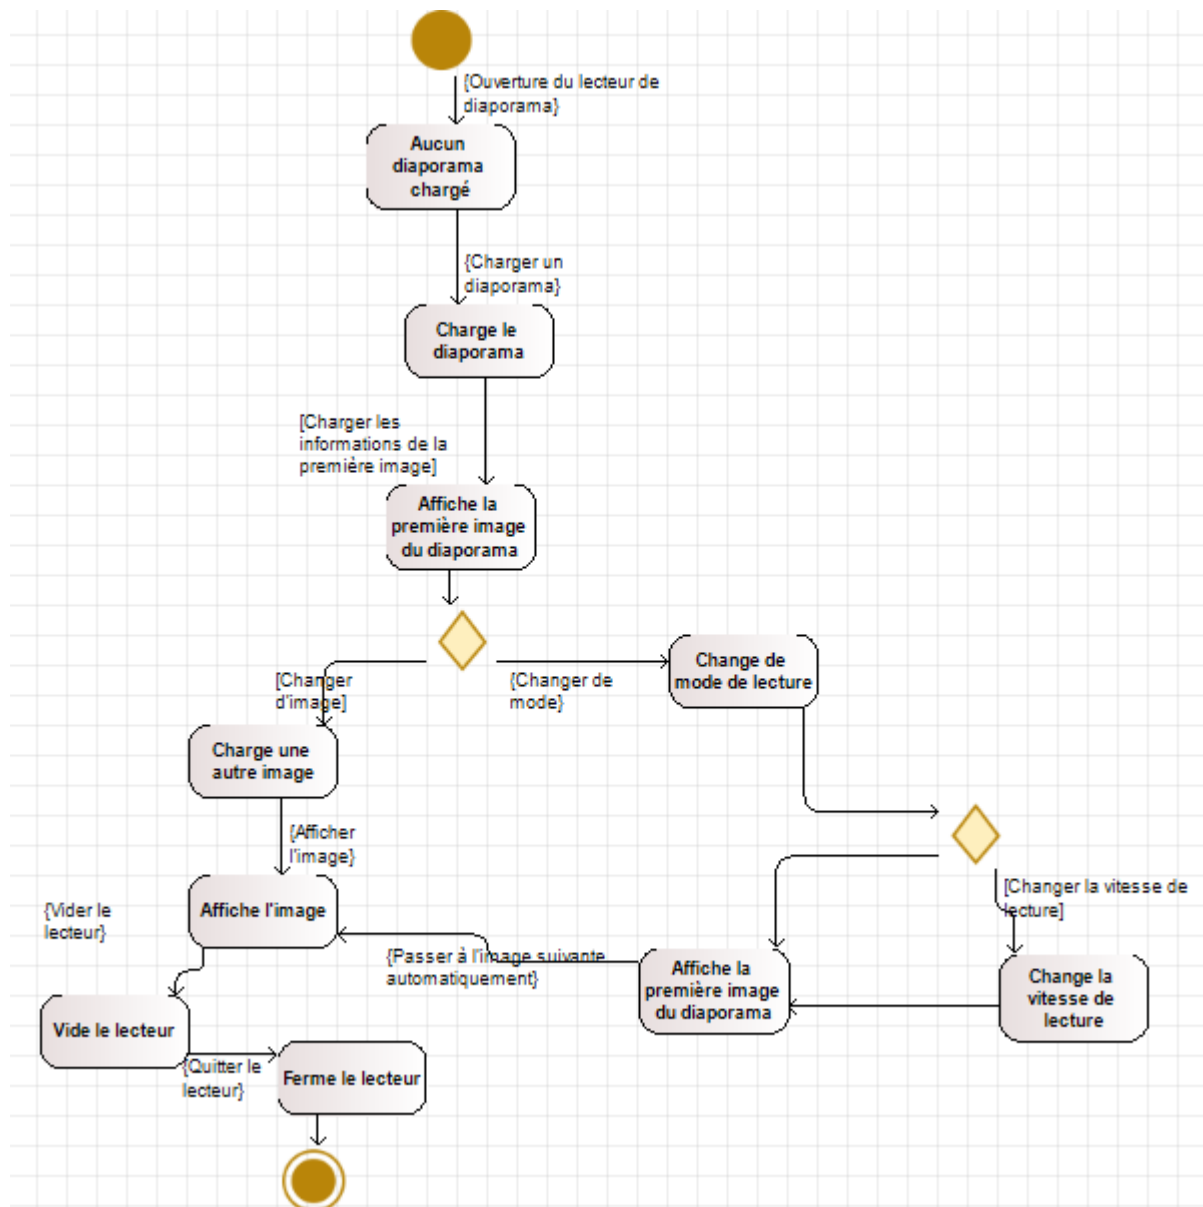 {Ouverture du lecteur de
diaporama}
Aucun
diaporama
chargé
{Charger un
diaporama}
Charge le
diaporama
[Charger les
informations de la
première image]
Affiche la
première image
du diaporama
[Changer
d'image]
{Changer de
mode}
Change de
mode de lecture
Charge une
autre image
{Afficher
l'image}
Affiche l'image
{Vider le
lecteur}
[Changer la vitesse de
lecture]
{Passer à l'image suivante
automatiquement}
Affiche la
première image
du diaporama
Change la
vitesse de
lecture
Vide le lecteur
{Quitter le
lecteur}
Ferme le lecteur